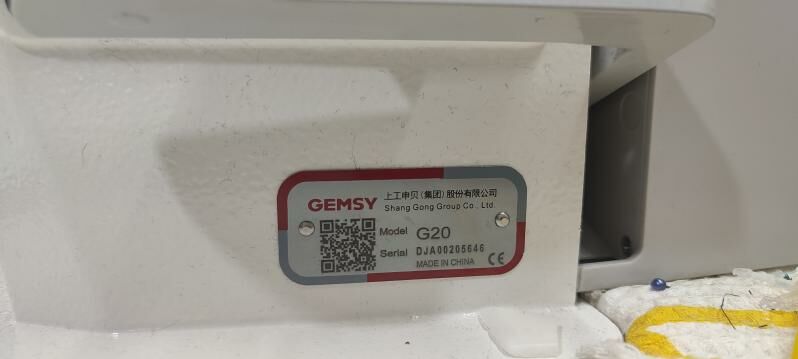 GEMSY 上工申贝(集团)股份有限公司
Shang Gong Group Co., Ltd.
Model G20
Serial DJA00205646
MADE IN CHINA CE